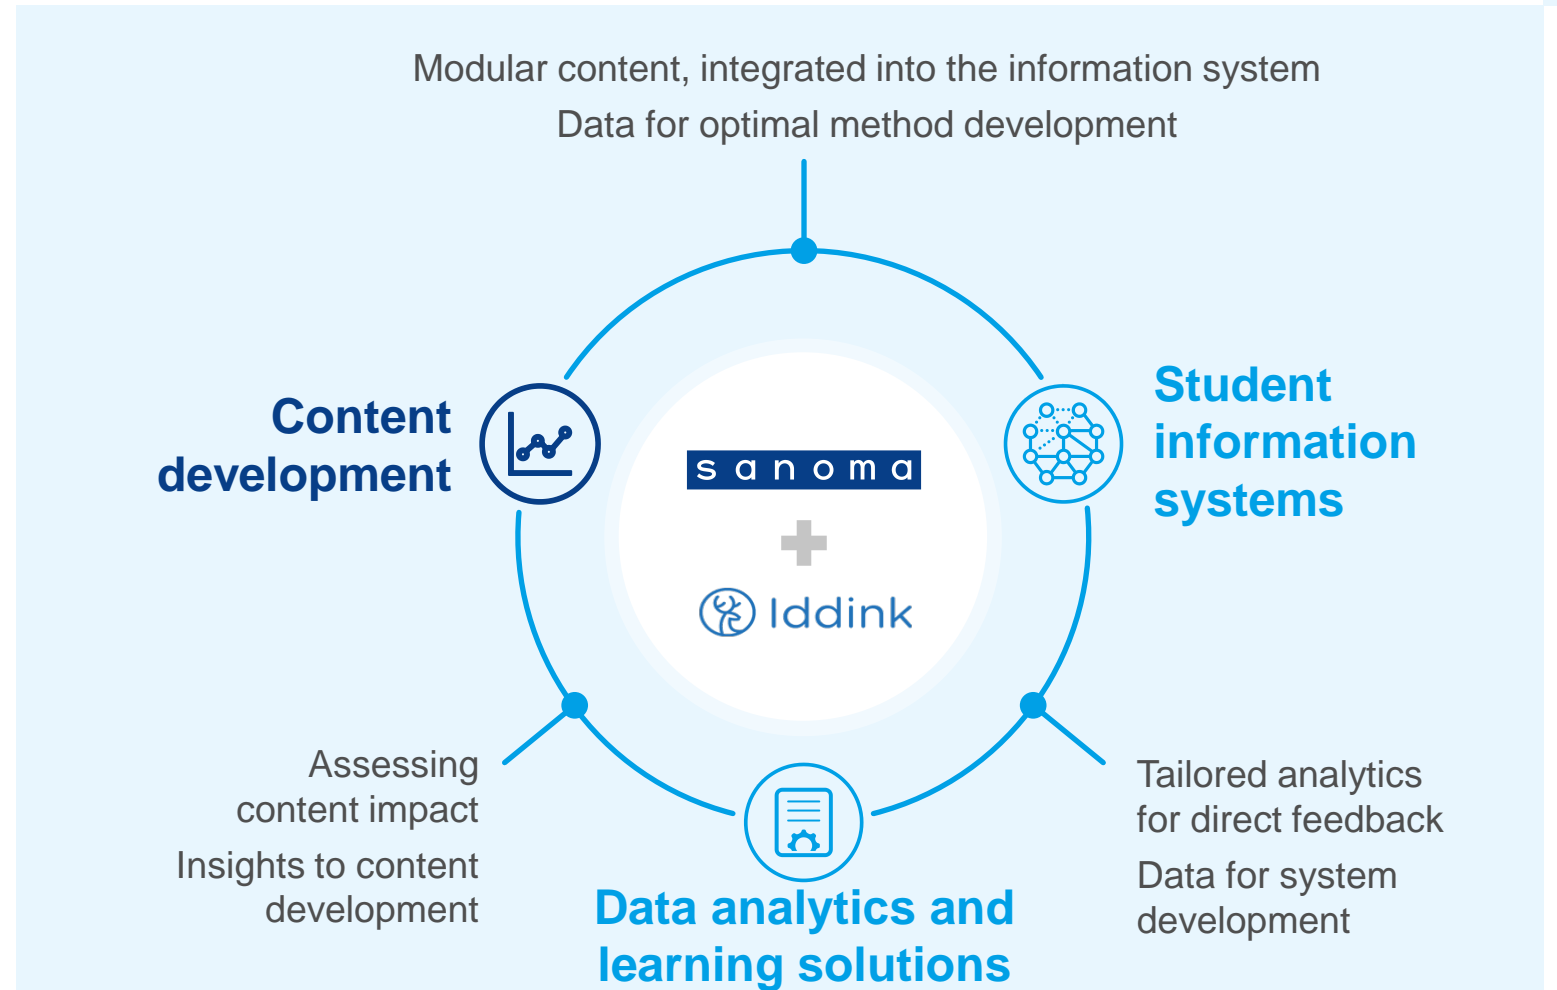 Modular content, integrated into the information system
Data for optimal method development
Content
development
Student
information
systems
sanoma
Iddink
Assessing
content impact
Insights to content
development
Tailored analytics
for direct feedback
Data for system
development
Data analytics and
learning solutions